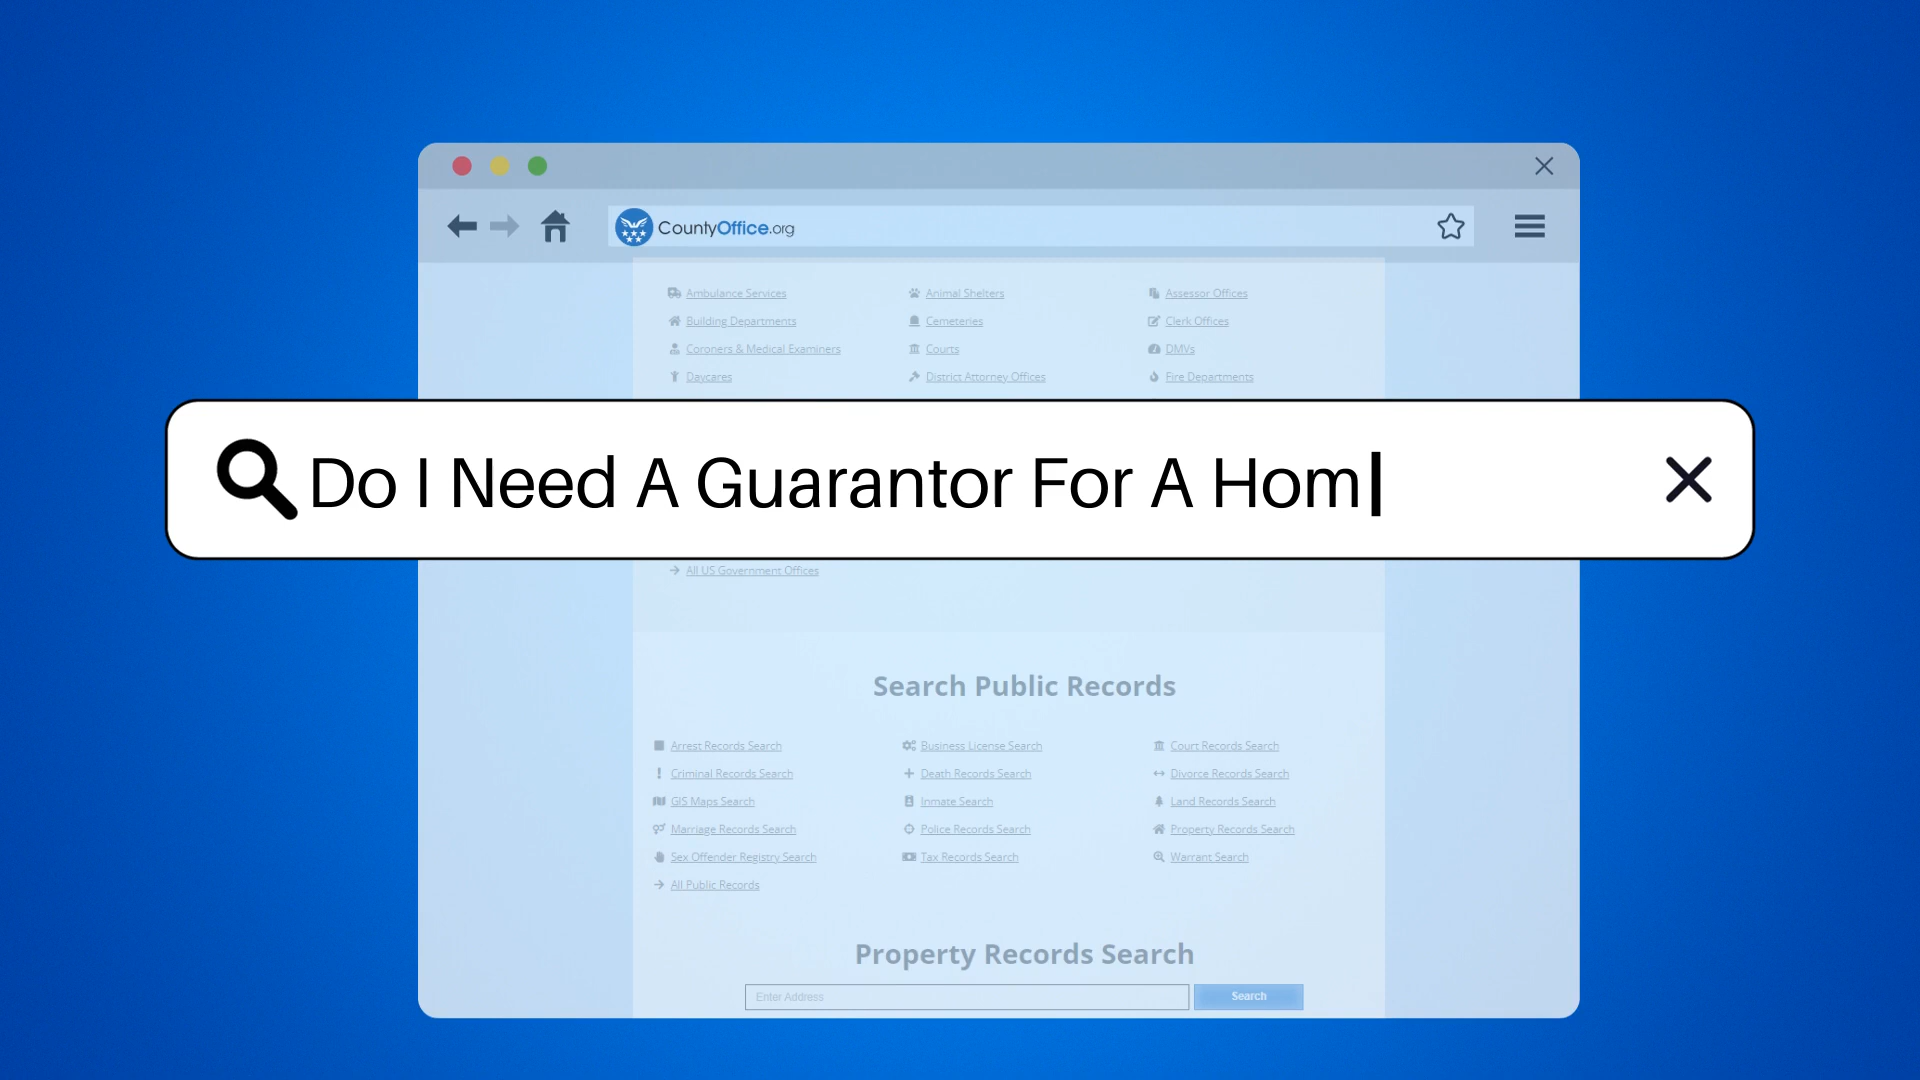 CountyOffice.org
Ambulance Services Animal Shelters Assessor Offices
Building Departments Cemeteries Clerk Offices
Coroners & Medical Examiners Courts DMVs
Daycares District Attorney Offices Fire Departments
Do I Need A Guarantor For A Hom
All US Government Offices
Search Public Records
Arrest Records Search Business License Search Court Records Search
Criminal Records Search Death Records Search Divorce Records Search
GIS Maps Search Inmate Search Land Records Search
Marriage Records Search Police Records Search Property Records Search
Sex Offender Registry Search Tax Records Search Warrant Search
All Public Records
Property Records Search
Enter Address Search